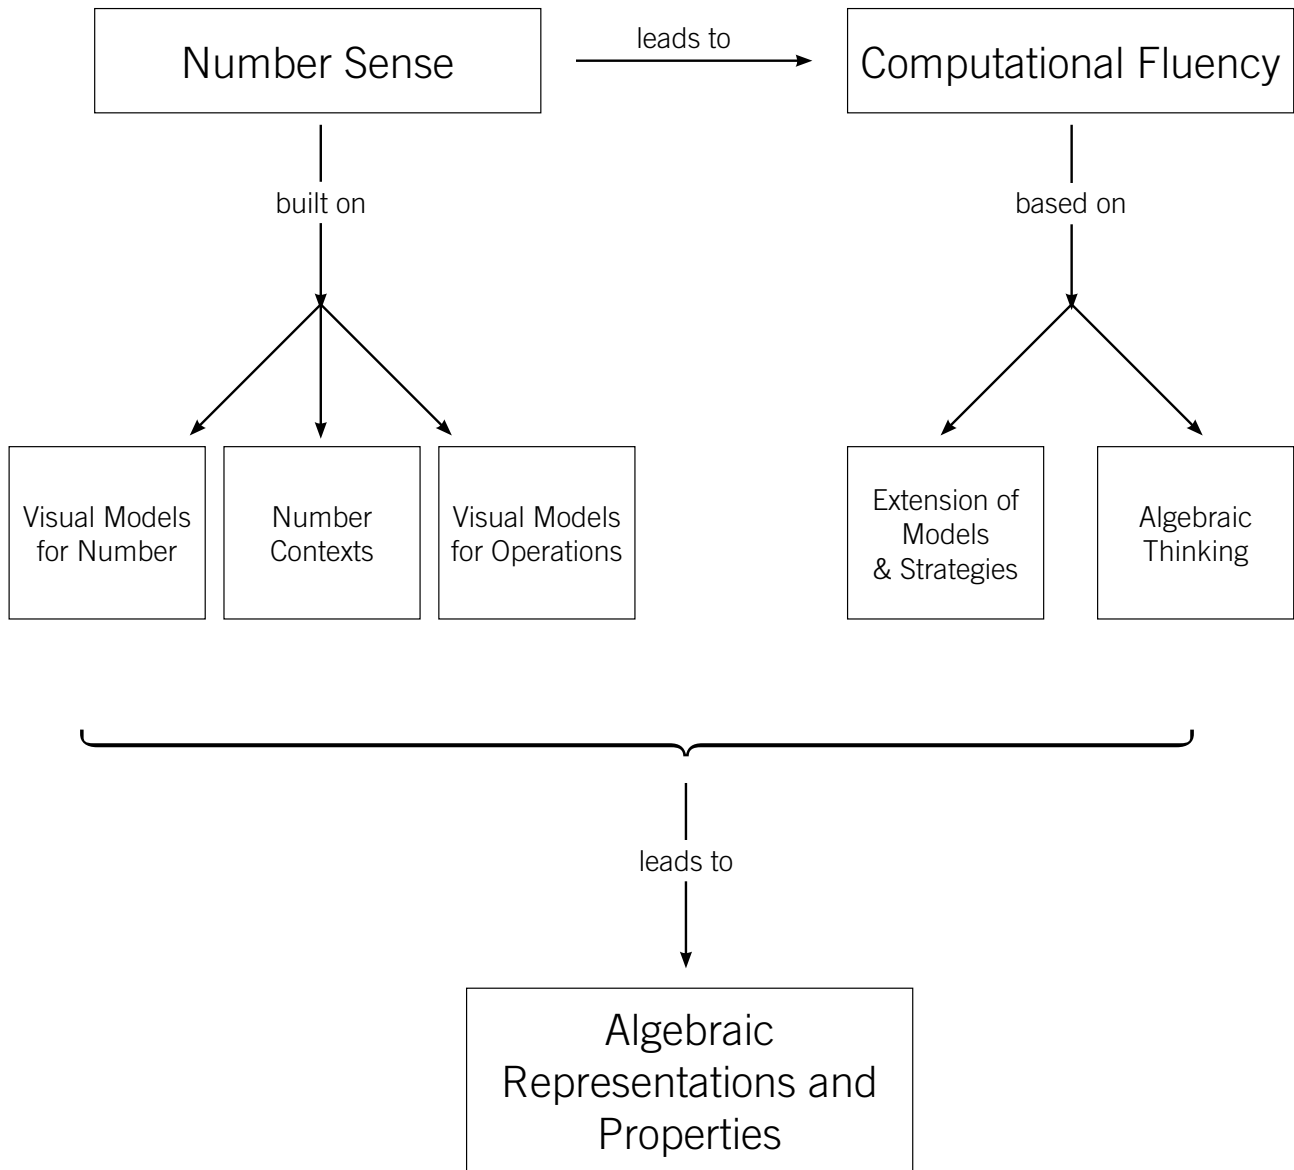 Number Sense
leads to
Computational Fluency
built on
based on
Visual Models
for Number
Number
Contexts
Visual Models
for Operations
Extension of
Models
& Strategies
Algebraic
Thinking
leads to
Algebraic
Representations and
Properties